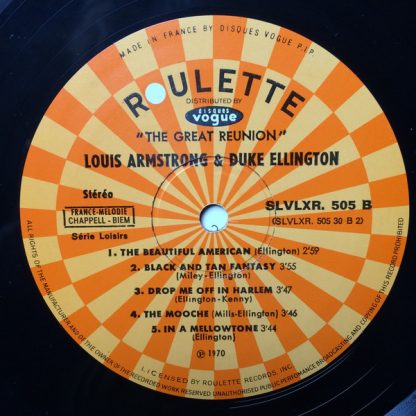 MADE IN FRANCE BY DISQUES VOGUE P.I.P.
ROULETTE
DISTRIBUTED BY
DISQUES
vogue
"THE GREAT REUNION"
LOUIS ARMSTRONG & DUKE ELLINGTON
Stéréo
SLVLXR. 505 B
FRANCE-MELODIE
CHAPPELL - BIEM
(SLVLXR. 505 30 B 2)
Série Loisirs
1. THE BEAUTIFUL AMERICAN (Ellington) 2'59
2. BLACK AND TAN FANTASY 3'55
(Miley-Ellington)
3. DROP ME OFF IN HARLEM 3'47
(Ellington-Kenny)
4. THE MOOCHE (Mills-Ellington) 3'46
5. IN A MELLOWTONE 3'44
(Ellington)
℗ 1970
LICENSED BY ROULETTE RECORDS, INC.
ALL RIGHTS OF THE MANUFACTURER AND OF THE OWNER OF THE RECORDED WORK RESERVED UNAUTHORISED PUBLIC PERFORMANCE BROADCASTING AND COPYING OF THIS RECORD PROHIBITED